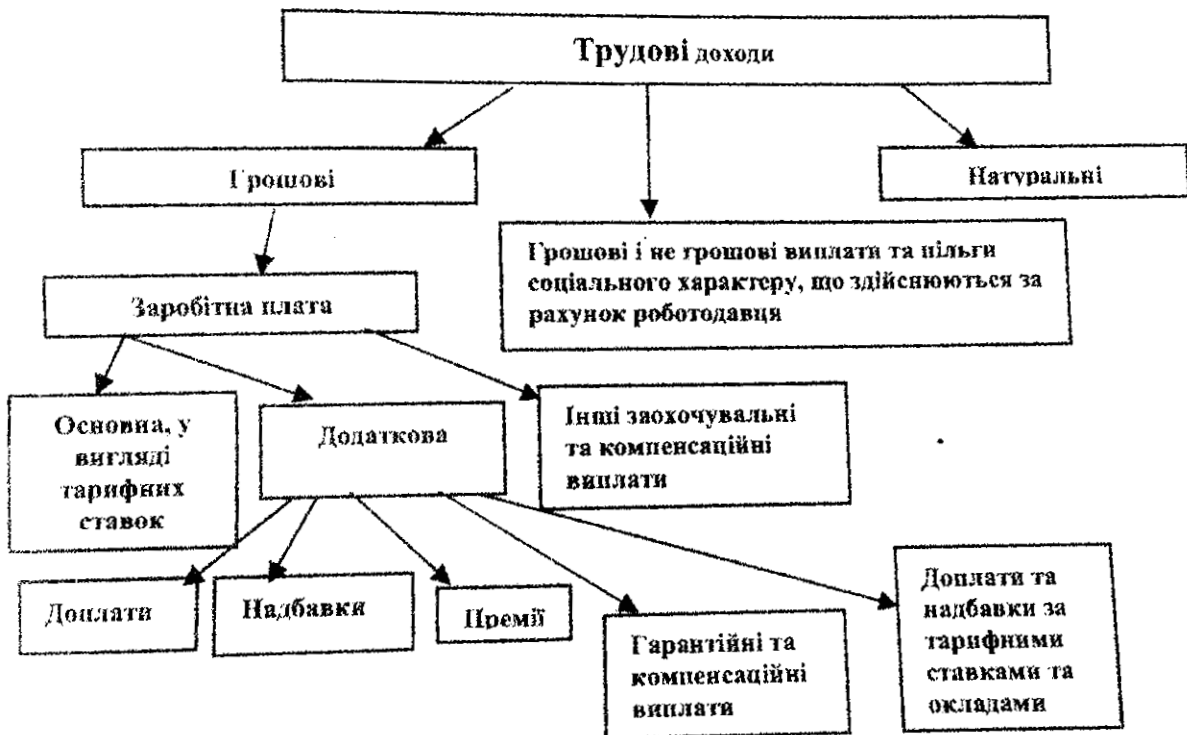 Трудові доходи
Грошові
Натуральні
Грошові і не грошові виплати та пільги
соціального характеру, що здійснюються за
рахунок роботодавця
Заробітна плата
Основна, у
вигляді
тарифних
ставок
Додаткова
Інші заохочувальні
та компенсаційні
виплати
Доплати
Надбавки
Премії
Гарантійні та
компенсаційні
виплати
Доплати та
надбавки за
тарифними
ставками та
окладами